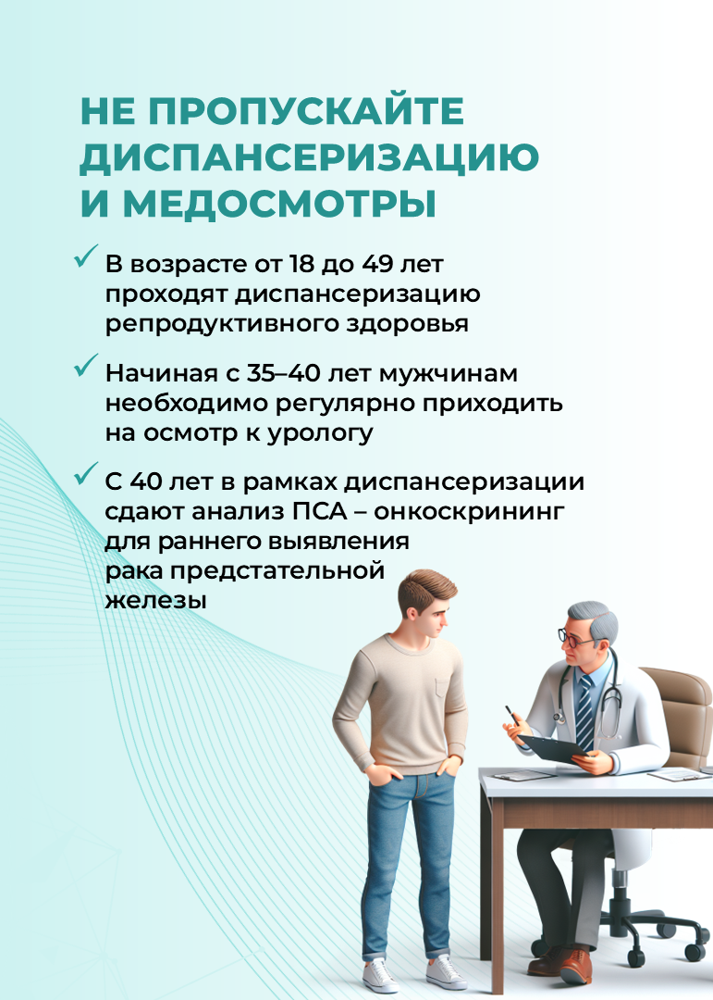 НЕ ПРОПУСКАЙТЕ
ДИСПАНСЕРИЗАЦИЮ
И МЕДОСМОТРЫ
В возрасте от 18 до 49 лет
проходят диспансеризацию
репродуктивного здоровья
Начиная с 35–40 лет мужчинам
необходимо регулярно приходить
на осмотр к урологу
С 40 лет в рамках диспансеризации
сдают анализ ПСА – онкоскрининг
для раннего выявления
рака предстательной
железы